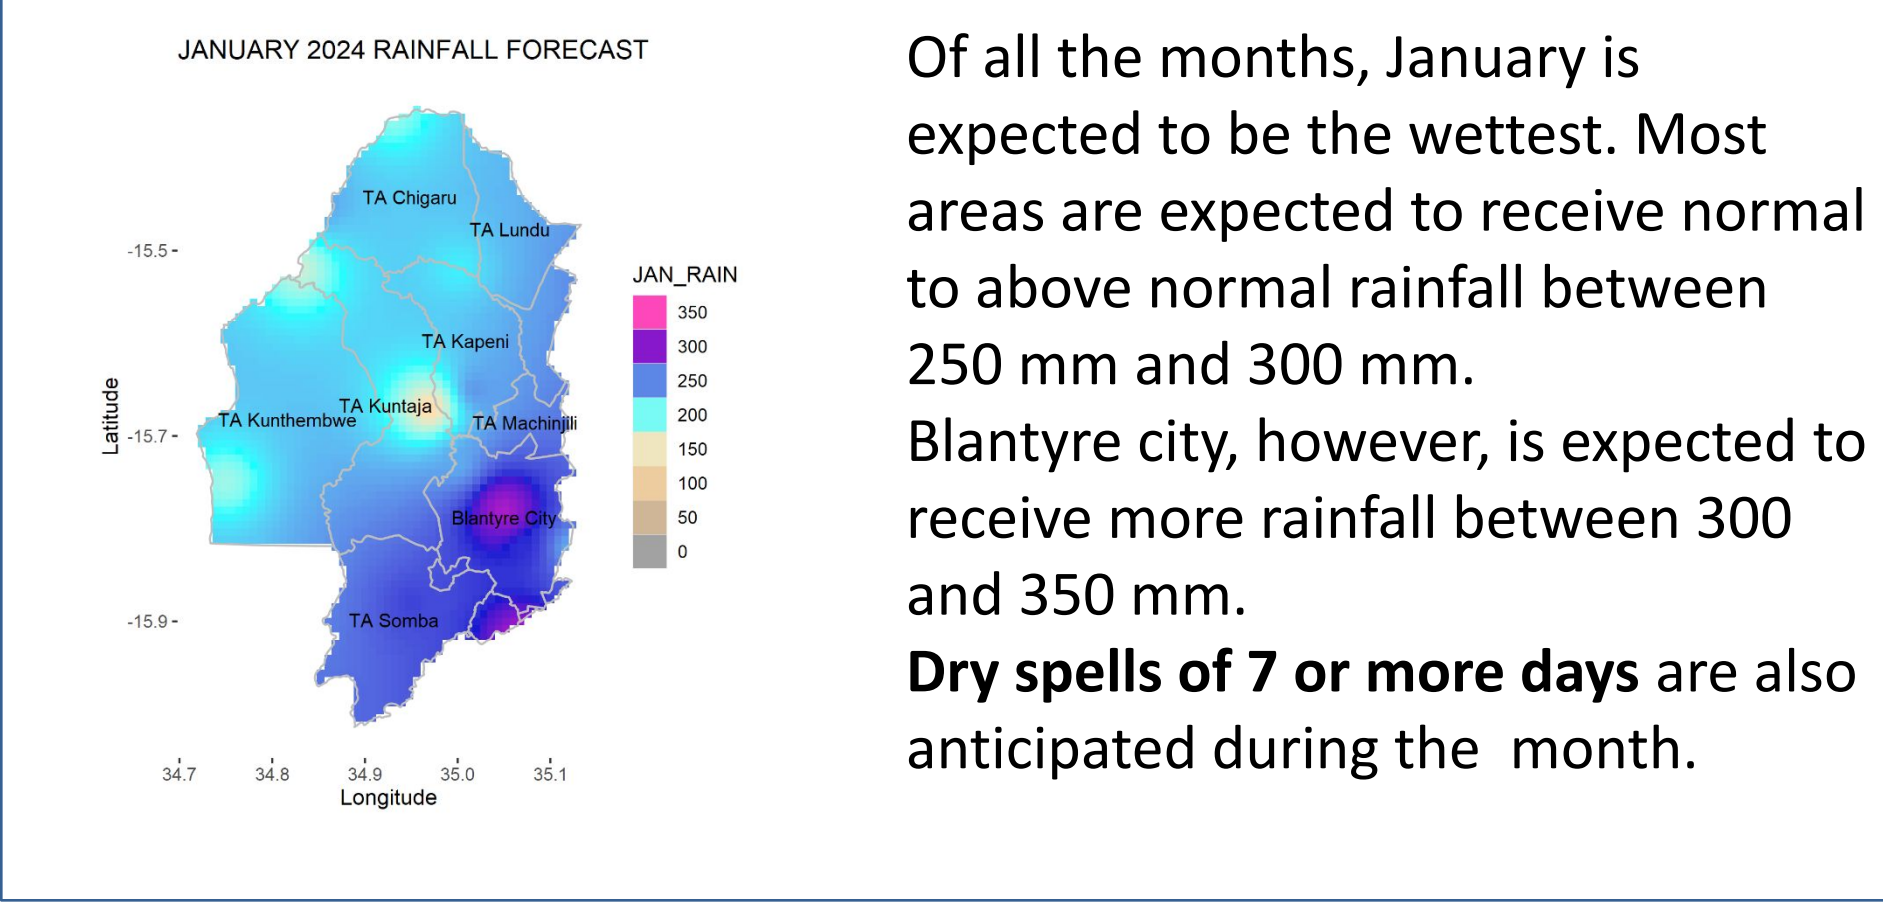 JANUARY 2024 RAINFALL FORECAST
TA Chigaru
TA Lundu
-15.5
TA Kapeni
TA Kuntaja
TA Kunthembwe
TA Machinjili
-15.7
Blantyre City
TA Somba
-15.9
Latitude
34.7 34.8 34.9 35.0 35.1
Longitude
JAN_RAIN
350
300
250
200
150
100
50
0
Of all the months, January is
expected to be the wettest. Most
areas are expected to receive normal
to above normal rainfall between
250 mm and 300 mm.
Blantyre city, however, is expected to
receive more rainfall between 300
and 350 mm.
Dry spells of 7 or more days are also
anticipated during the  month.